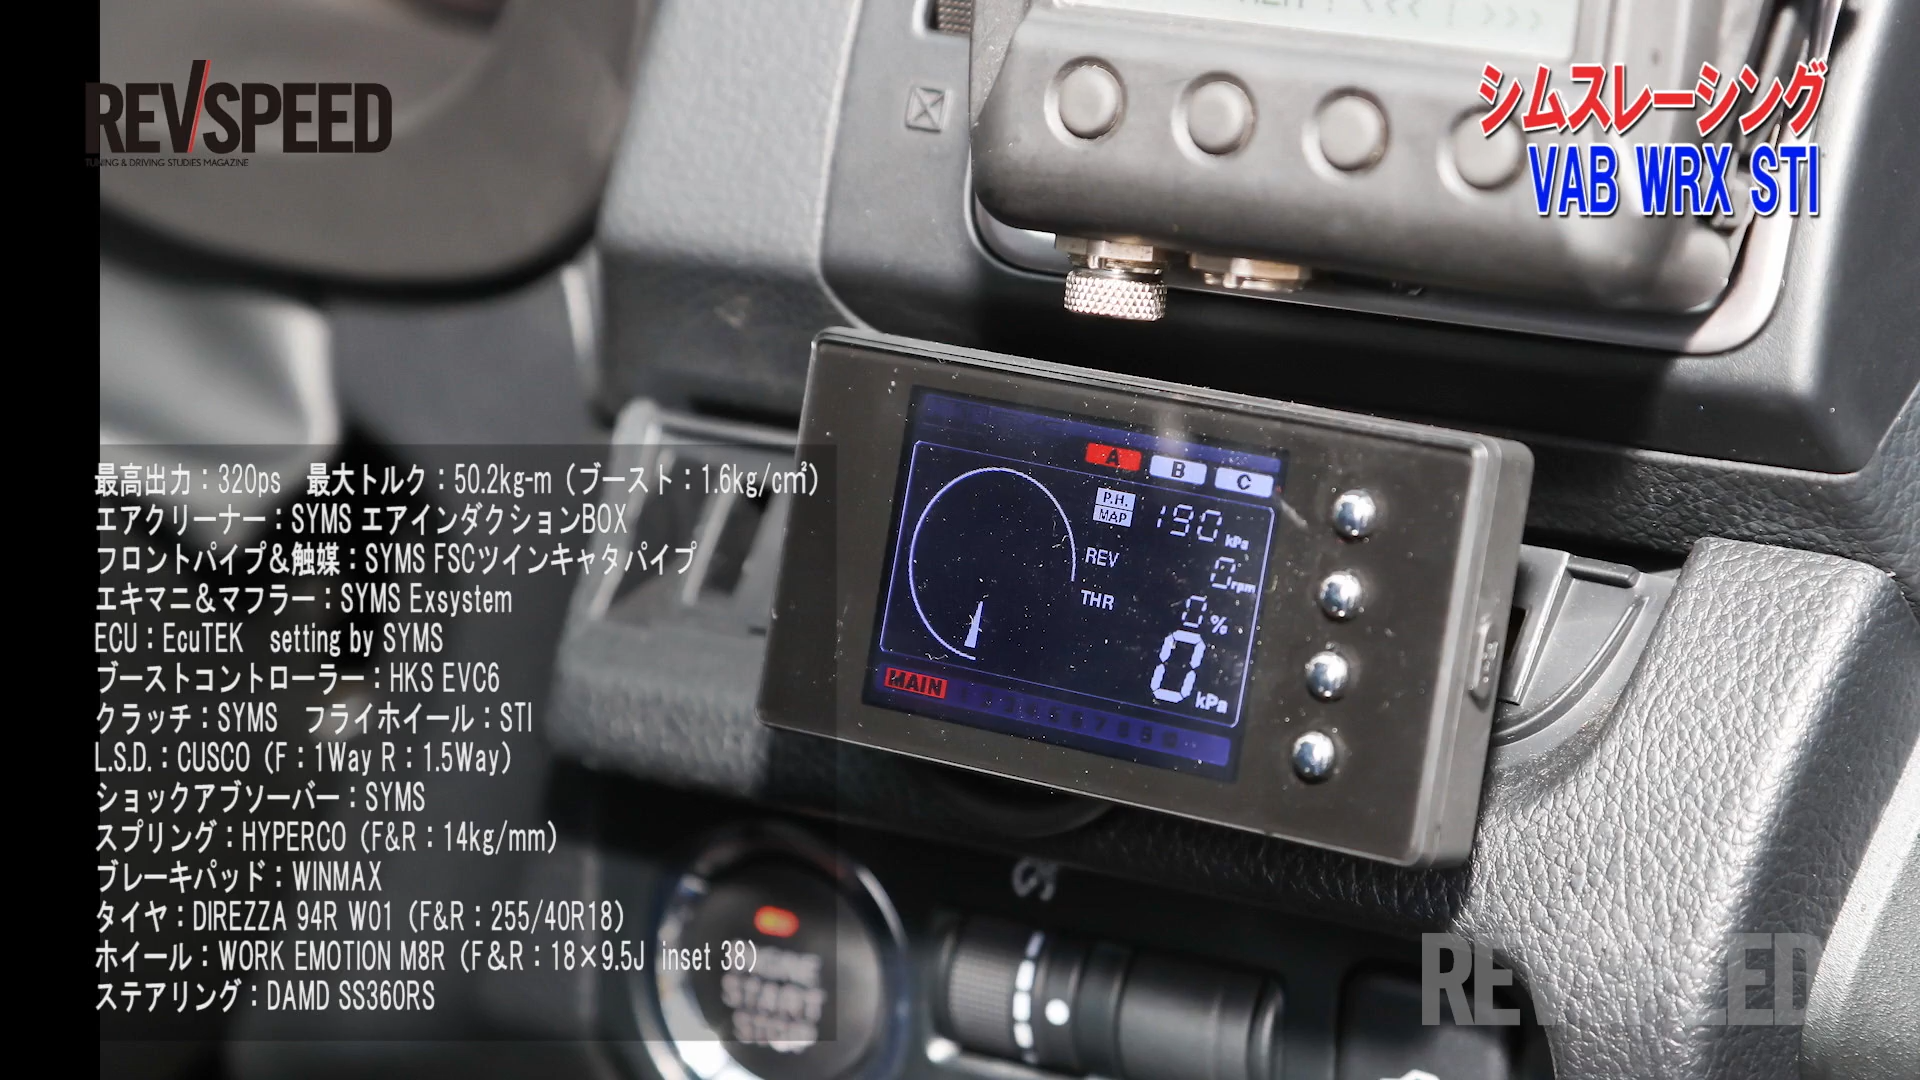 REV/SPEED
TUNING & DRIVING STUDIES MAGAZINE
シムスレーシング
VAB WRX STI
最高出力：320ps　最大トルク：50.2kg-m（ブースト：1.6kg/c㎡）
エアクリーナー：SYMS エアインダクションBOX
フロントパイプ＆触媒：SYMS FSCツインキャタパイプ
エキマニ＆マフラー：SYMS Exsystem
ECU：EcuTEK　setting by SYMS
ブーストコントローラー：HKS EVC6
クラッチ：SYMS　フライホイール：STI
L.S.D.：CUSCO（F：1Way R：1.5Way）
ショックアブソーバー：SYMS
スプリング：HYPERCO（F&R：14kg/mm）
ブレーキパッド：WINMAX
タイヤ：DIREZZA 94R W01（F&R：255/40R18）
ホイール：WORK EMOTION M8R（F＆R：18×9.5J inset 38）
ステアリング：DAMD SS360RS
A B C
P.H.
MAP 190 kPa
REV 0 rpm
THR 0 %
0 kPa
MAIN
START
STOP